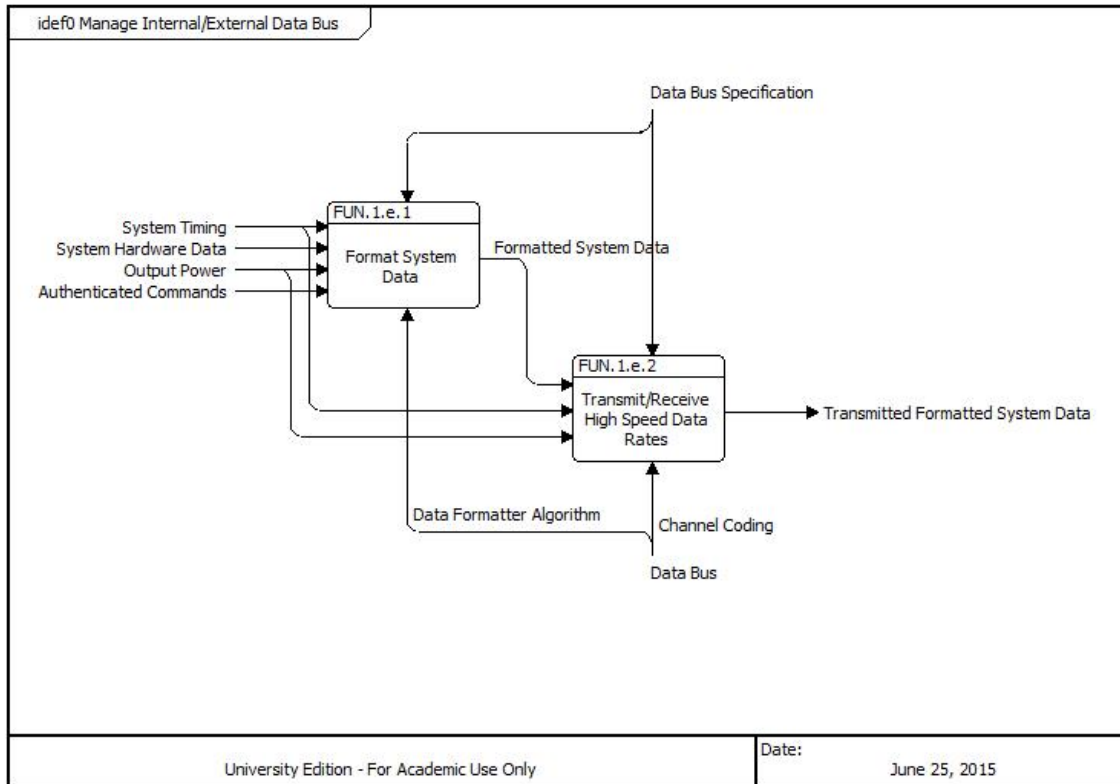 idef0 Manage Internal/External Data Bus
Data Bus Specification
FUN.1.e.1
System Timing
System Hardware Data
Output Power
Authenticated Commands
Format System
Data
Formatted System Data
FUN.1.e.2
Transmit/Receive
High Speed Data
Rates
Transmitted Formatted System Data
Data Formatter Algorithm
Channel Coding
Data Bus
University Edition - For Academic Use Only
Date:
June 25, 2015